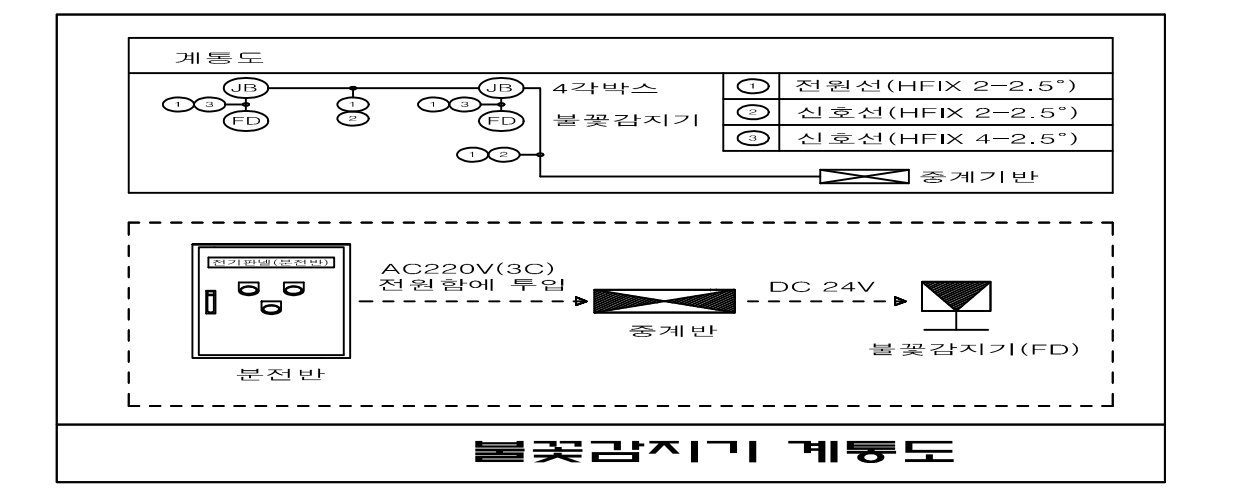 계통도
JB JB 4각박스 ① 전원선(HFIX 2-2.5°)
① ③ ① ① ③
② ② 신호선(HFIX 2-2.5°)
FD FD 불꽃감지기
③ 신호선(HFIX 4-2.5°)
① ②
중계기반
전기판넬(분전반)
AC220V(3C)
전원함에 투입
DC 24V
중계반
불꽃감지기(FD)
분전반
불꽃감지기 계통도